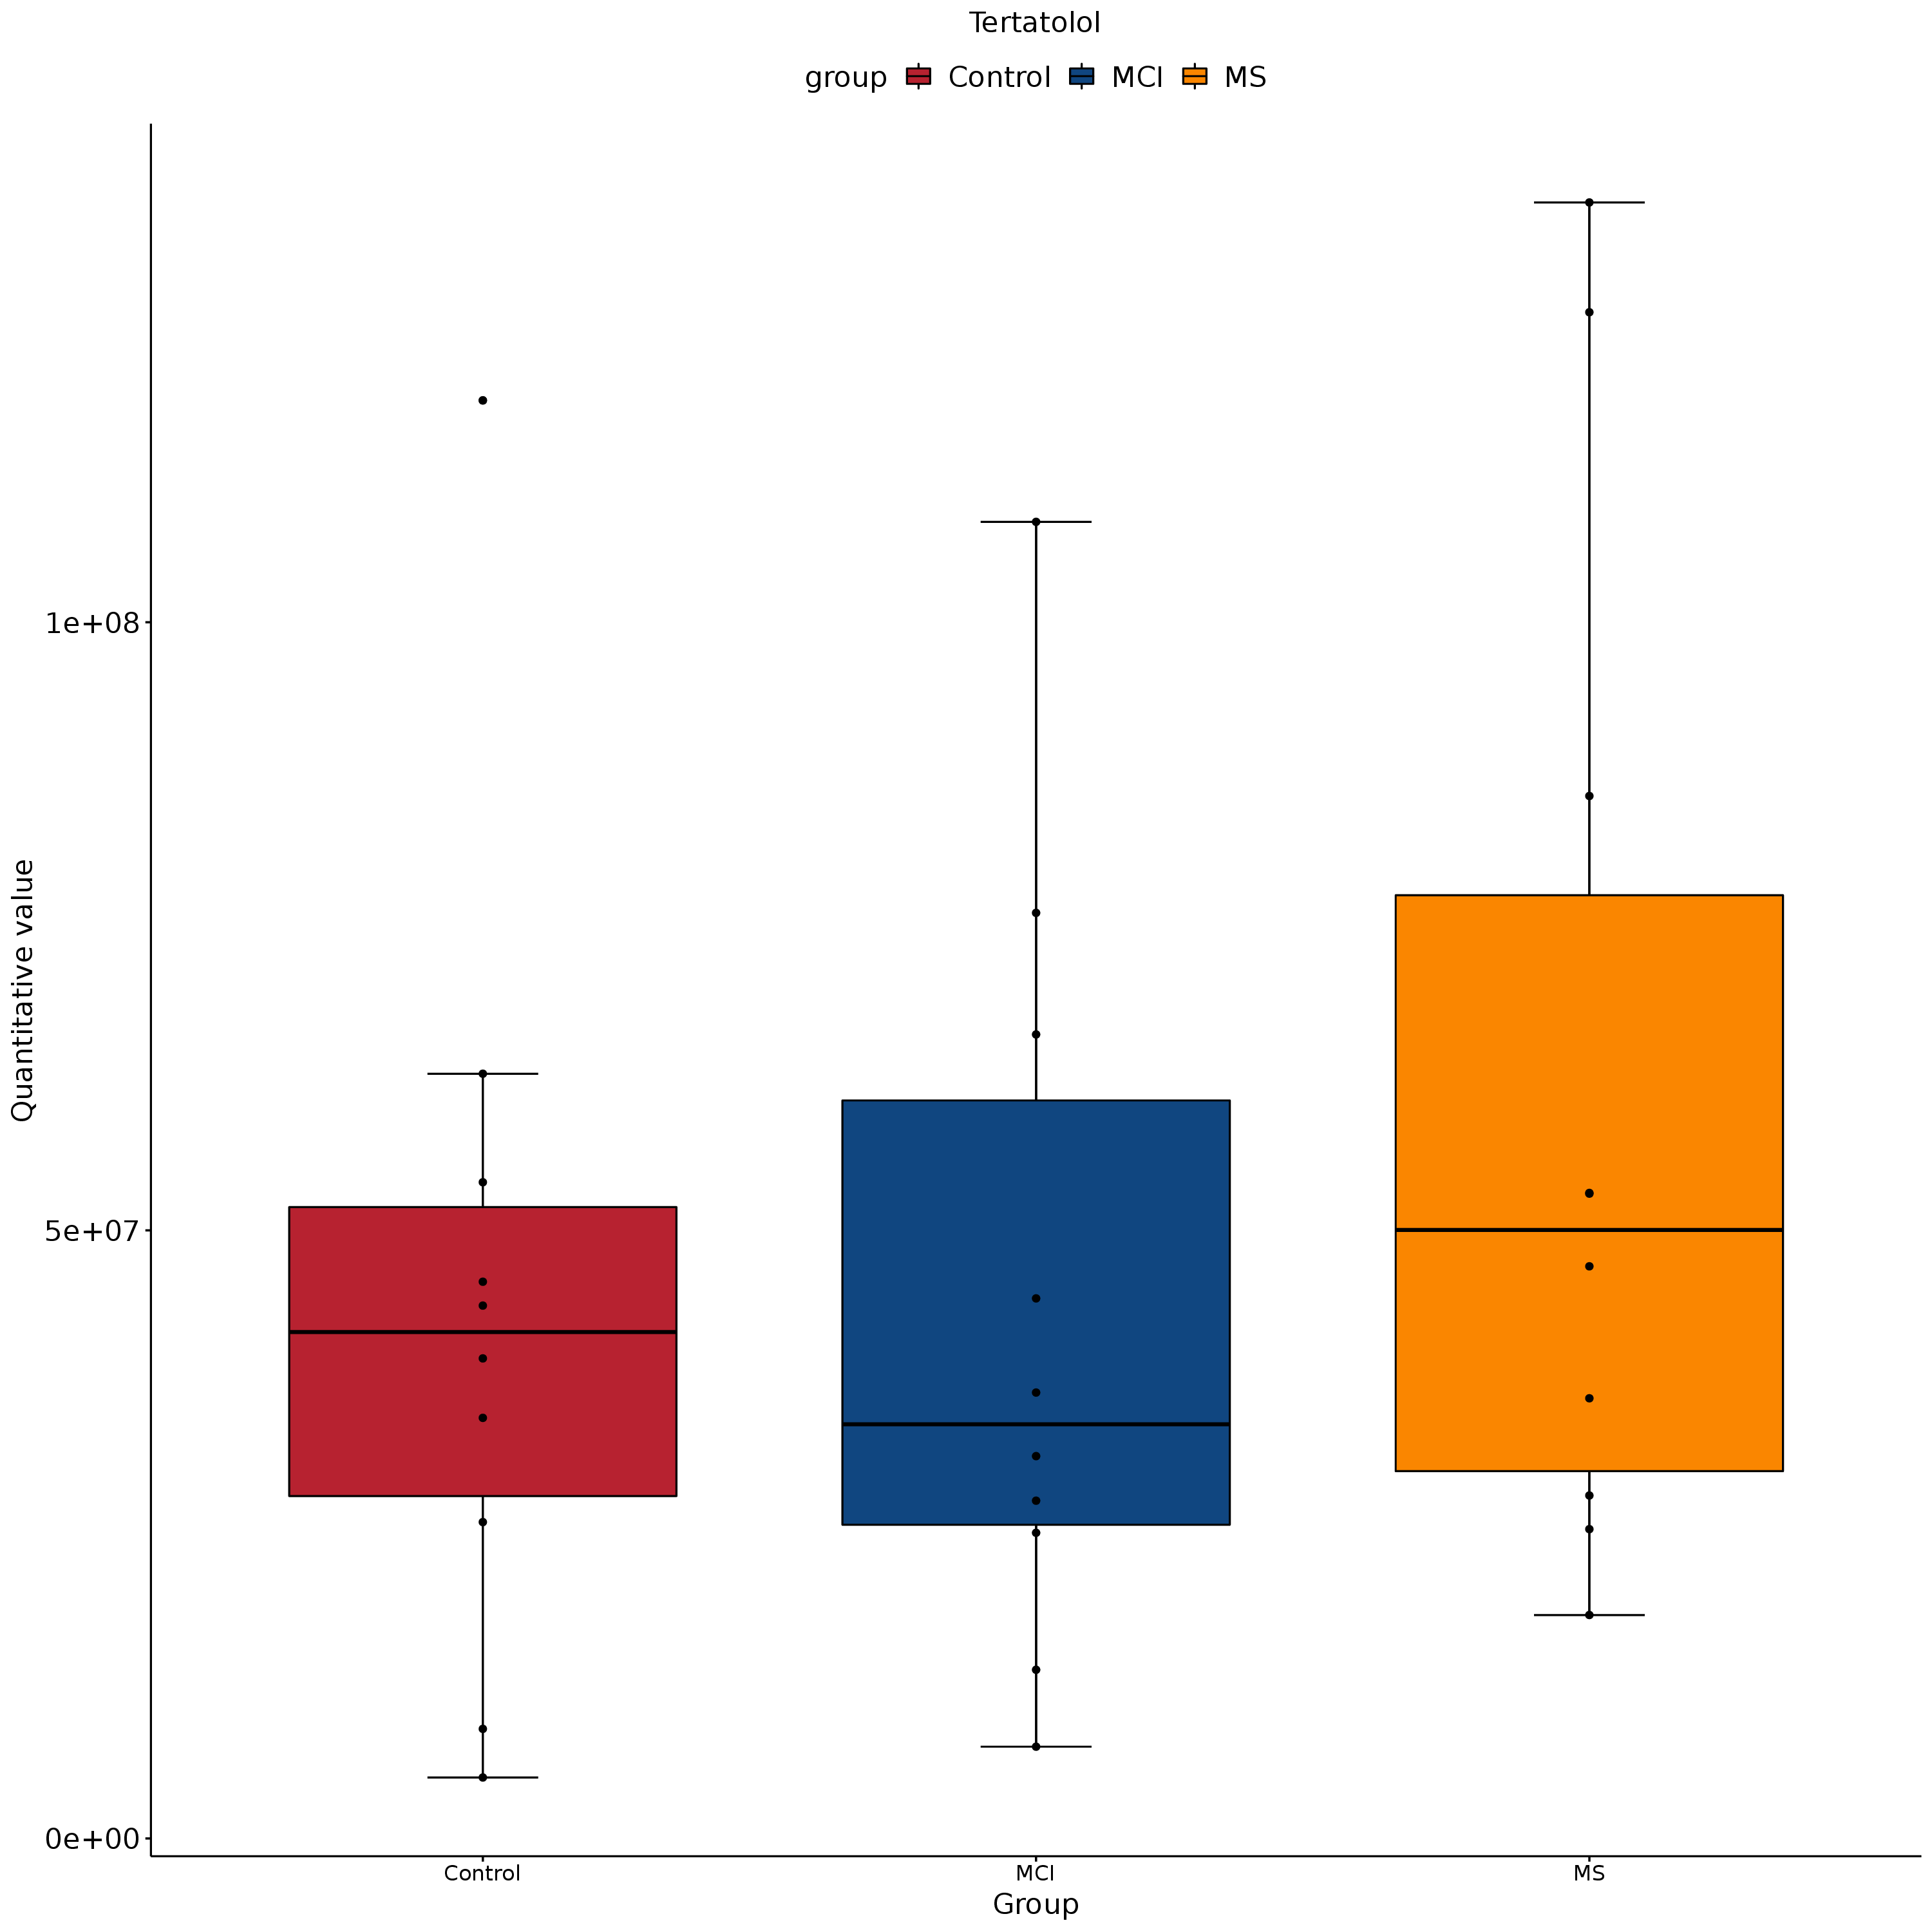 Tertatolol
group Control MCI MS
Quantitative value
1e+08
5e+07
0e+00
Control MCI MS
Group